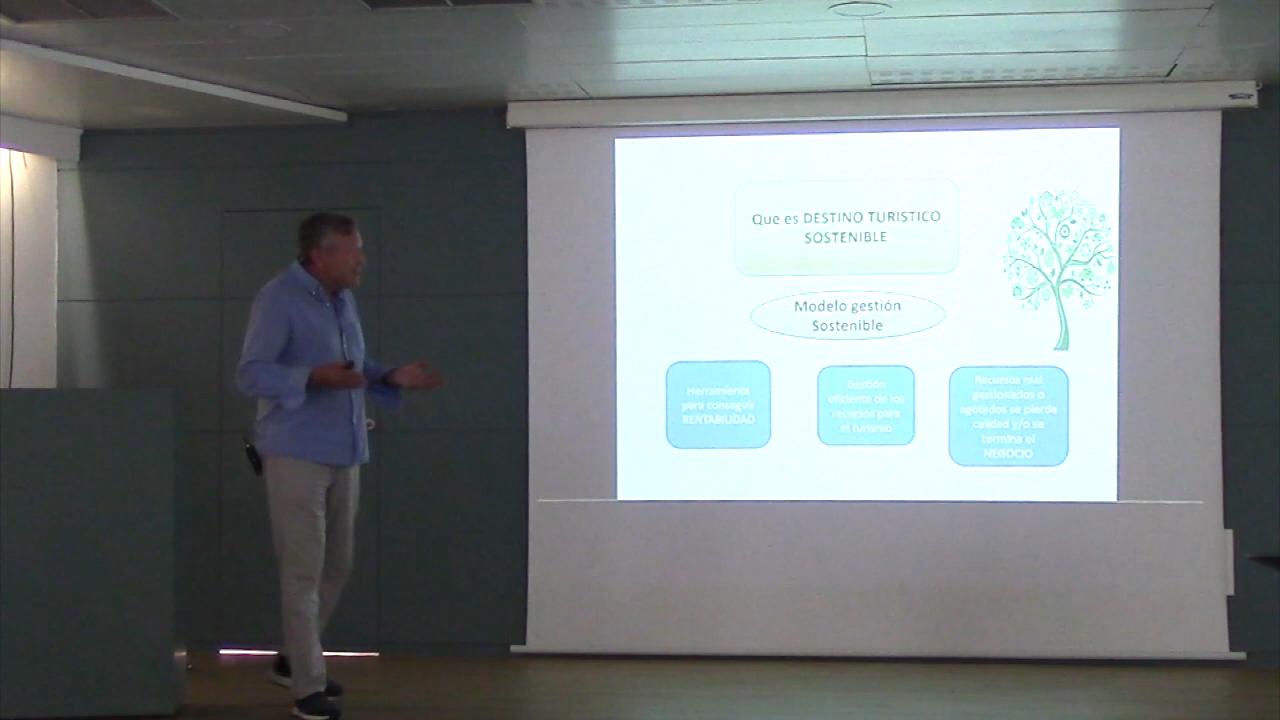 Que es DESTINO TURISTICO
SOSTENIBLE
Modelo gestión
Sostenible
Herramienta
para conseguir
RENTABILIDAD
Gestión
eficiente de los
recursos para
el turismo
Recursos mal
gestionados o
agotados se pierde
calidad y/o se
termina el
NEGOCIO